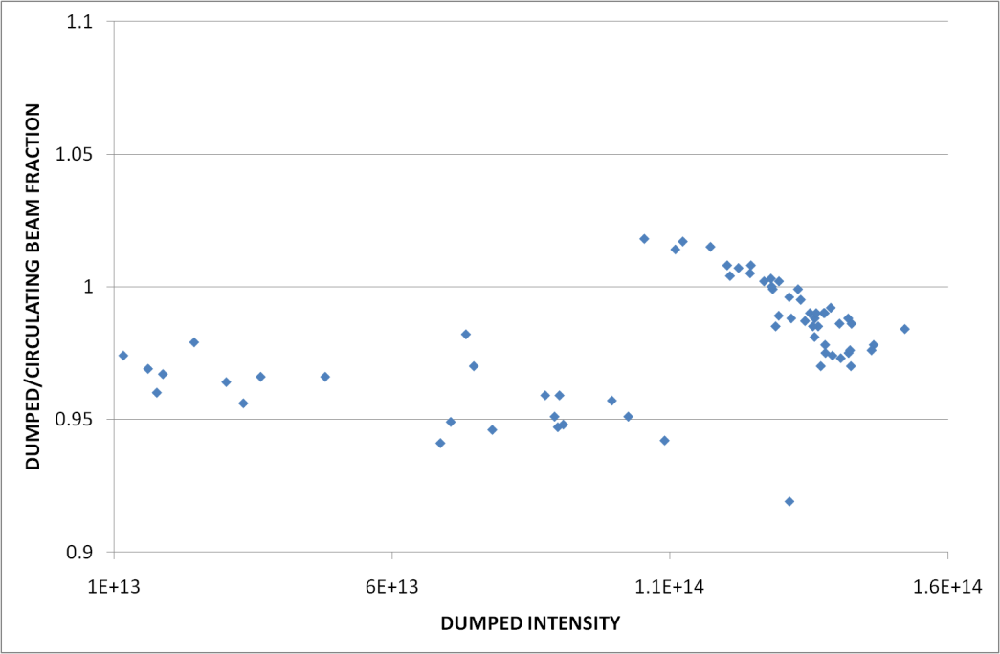 1.1
1.05
1
0.95
0.9
DUMPED/CIRCULATING BEAM FRACTION
1E+13 6E+13 1.1E+14 1.6E+14
DUMPED INTENSITY